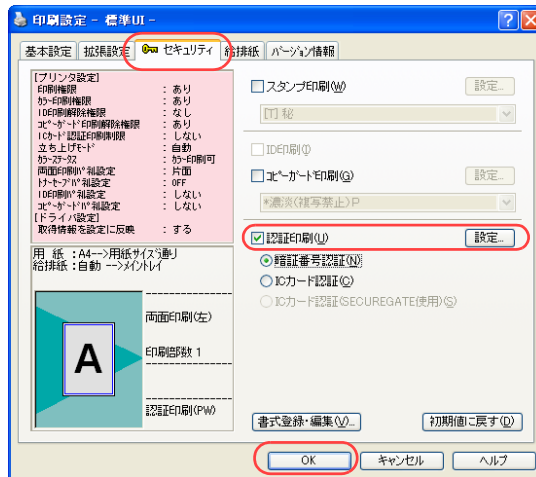 印刷設定 - 標準UI -
基本設定 拡張設定 セキュリティ 給排紙 バージョン情報
[プリンタ設定]
印刷権限 : あり
カラー印刷権限 : あり
ID印刷解除権限 : なし
コピーガード印刷解除権限 : あり
ICカード認証印刷制限 : しない
立ち上げモード : 自動
カラーステータス : カラー印刷可
両面印刷パネル設定 : 片面
トナーセーブパネル設定 : OFF
ID印刷パネル設定 : しない
コピーガードパネル設定 : しない
[ドライバ設定]
取得情報を設定に反映 : する
用 紙 : A4-->用紙サイズ通り
給排紙 : 自動 -->メイントレイ
A
両面印刷(左)
印刷部数 1
認証印刷(PW)
スタンプ印刷(W) 設定...
[T] 秘
ID印刷(I)
コピーガード印刷(G) 設定...
*濃淡(複写禁止)P
認証印刷(U) 設定...
暗証番号認証(N)
ICカード認証(C)
ICカード認証(SECUREGATE使用)(S)
書式登録・編集(V)... 初期値に戻す(D)
OK キャンセル ヘルプ